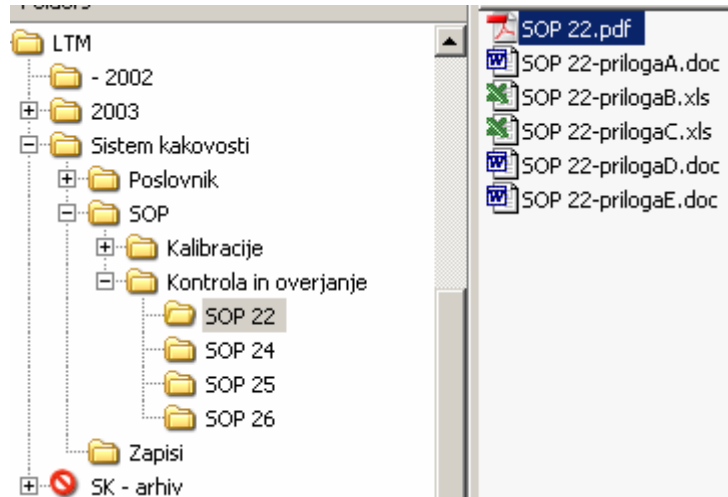 Folders
LTM
- 2002
2003
Sistem kakovosti
Poslovnik
SOP
Kalibracije
Kontrola in overjanje
SOP 22
SOP 24
SOP 25
SOP 26
Zapisi
SK - arhiv
SOP 22.pdf
SOP 22-prilogaA.doc
SOP 22-prilogaB.xls
SOP 22-prilogaC.xls
SOP 22-prilogaD.doc
SOP 22-prilogaE.doc